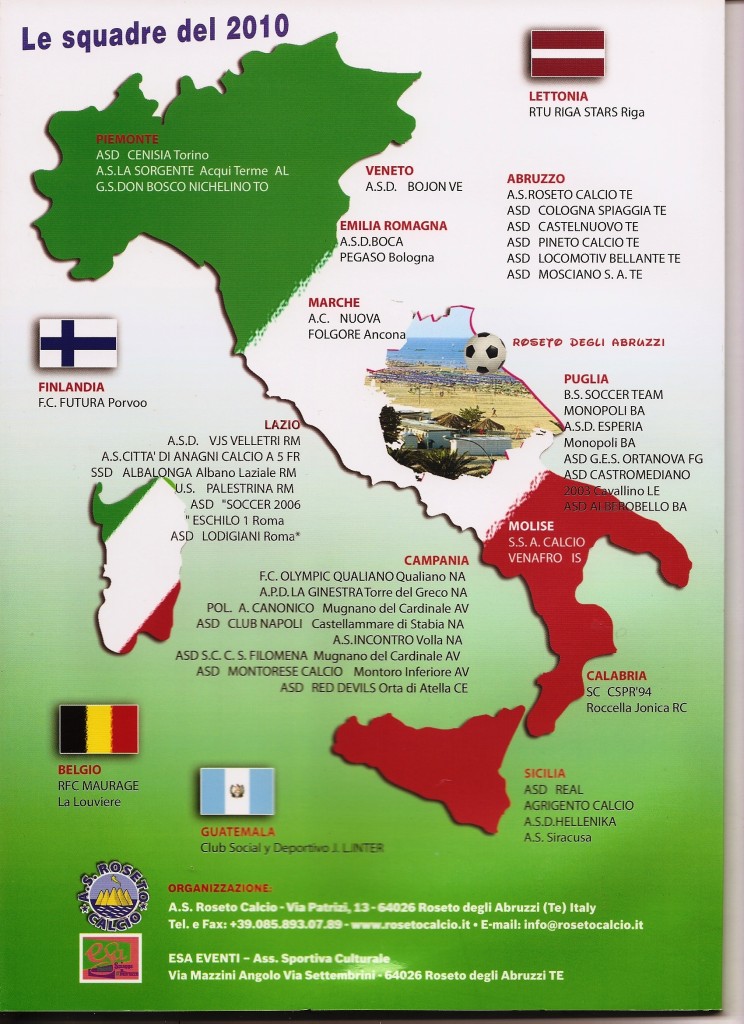 Le squadre del 2010
LETTONIA
RTU RIGA STARS Riga
PIEMONTE
ASD CENISIA Torino
A.S.LA SORGENTE Acqui Terme AL
G.S.DON BOSCO NICHELINO TO
VENETO
A.S.D. BOJON VE
EMILIA ROMAGNA
A.S.D.BOCA
PEGASO Bologna
ABRUZZO
A.S.ROSETO CALCIO TE
ASD COLOGNA SPIAGGIA TE
ASD CASTELNUOVO TE
ASD PINETO CALCIO TE
ASD LOCOMOTIV BELLANTE TE
ASD MOSCIANO S. A. TE
MARCHE
A.C. NUOVA
FOLGORE Ancona
ROSETO DEGLI ABRUZZI
FINLANDIA
F.C. FUTURA Porvoo
PUGLIA
B.S. SOCCER TEAM
MONOPOLI BA
A.S.D. ESPERIA
Monopoli BA
ASD G.E.S. ORTANOVA FG
ASD CASTROMEDIANO
2003 Cavallino LE
ASD ALBEROBELLO BA
LAZIO
A.S.D. VJS VELLETRI RM
A.S.CITTA' DI ANAGNI CALCIO A 5 FR
SSD ALBALONGA Albano Laziale RM
U.S. PALESTRINA RM
ASD "SOCCER 2006
" ESCHILO 1 Roma
ASD LODIGIANI Roma*
MOLISE
S.S. A. CALCIO
VENAFRO IS
CAMPANIA
F.C. OLYMPIC QUALIANO Qualiano NA
A.P.D. LA GINESTRA Torre del Greco NA
POL. A. CANONICO Mugnano del Cardinale AV
ASD CLUB NAPOLI Castellammare di Stabia NA
A.S. INCONTRO Volla NA
ASD S.C. C. S. FILOMENA Mugnano del Cardinale AV
ASD MONTORESE CALCIO Montoro Inferiore AV
ASD RED DEVILS Orta di Atella CE
CALABRIA
SC CSPR'94
Roccella Jonica RC
BELGIO
RFC MAURAGE
La Louviere
GUATEMALA
Club Social y Deportivo J. L.INTER
SICILIA
ASD REAL
AGRIGENTO CALCIO
A.S.D.HELLENIKA
A.S. Siracusa
A.S. ROSETO
CALCIO
ORGANIZZAZIONE:
A.S. Roseto Calcio - Via Patrizi, 13 - 64026 Roseto degli Abruzzi (Te) Italy
Tel. e Fax: +39.085.893.07.89 - www.rosetocalcio.it • E-mail: info@rosetocalcio.it
esa
ESA EVENTI – Ass. Sportiva Culturale
Via Mazzini Angolo Via Settembrini - 64026 Roseto degli Abruzzi TE